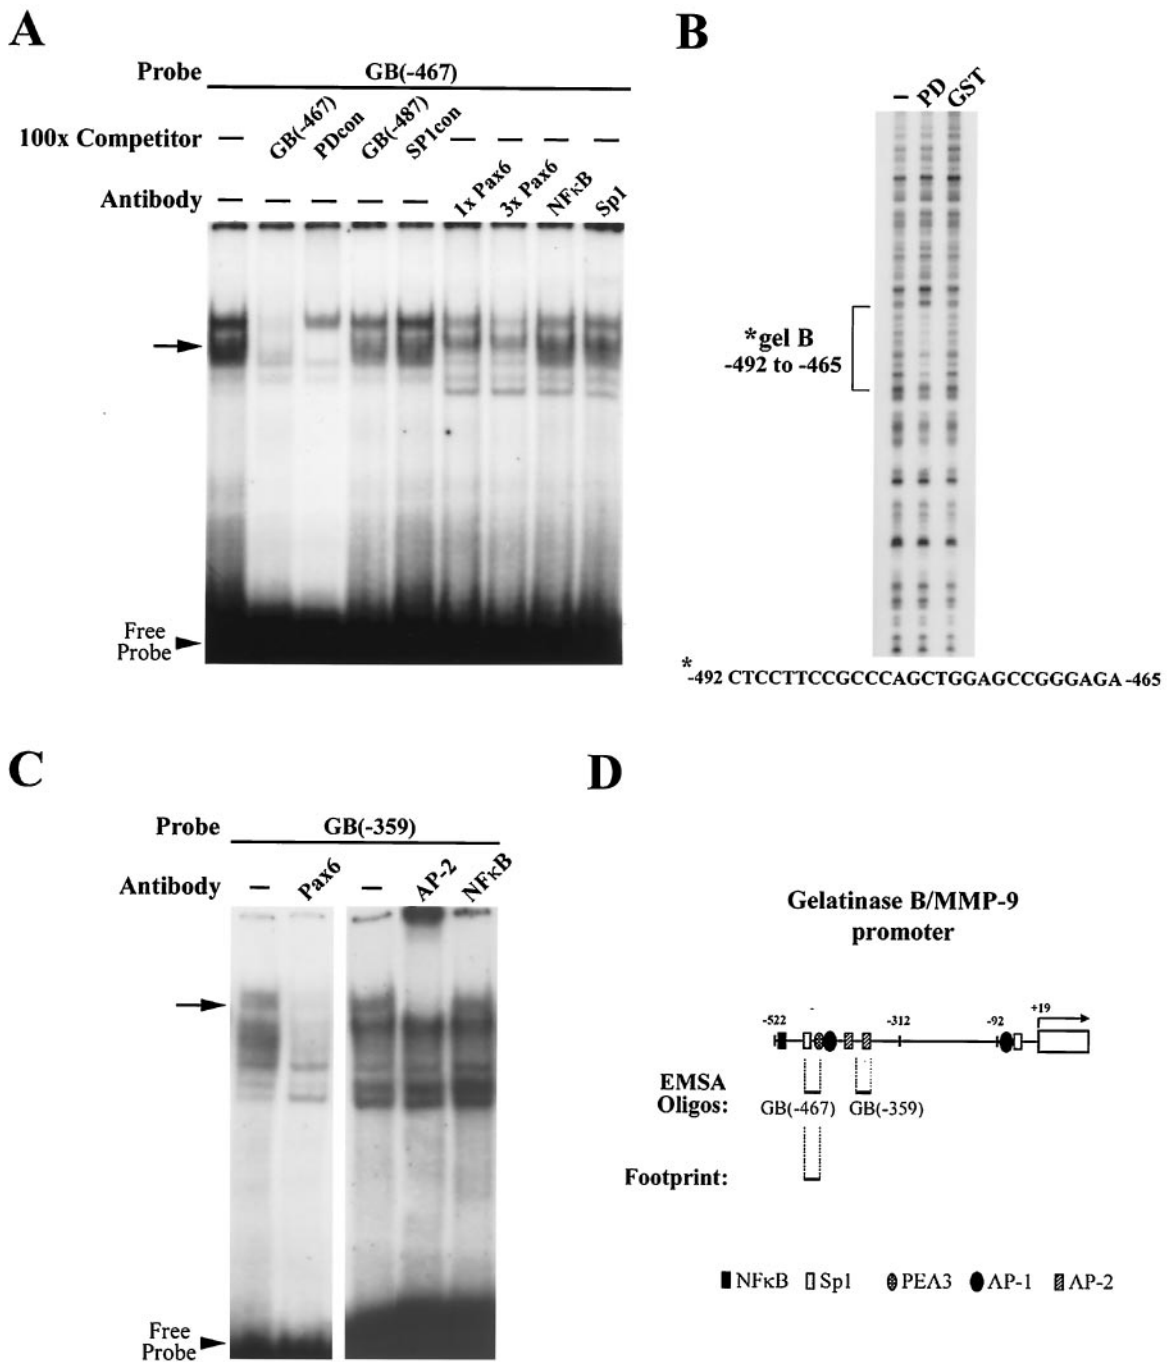 A
Probe GB(-467)
100x Competitor — GB(-467) PDcon GB(-487) SP1con — — — —
Antibody — — — — — 1x Pax6 3x Pax6 NFκB Sp1
Free
Probe
B
— PD GST
*gel B
-492 to -465
*
-492 CTCCTTCCGCCCAGCTGGAGCCGGGAGA -465
C
Probe GB(-359)
Antibody — Pax6 — AP-2 NFκB
Free
Probe
D
Gelatinase B/MMP-9
promoter
-522 -312 -92 +19
EMSA
Oligos: GB(-467) GB(-359)
Footprint:
NFκB Sp1 PEA3 AP-1 AP-2